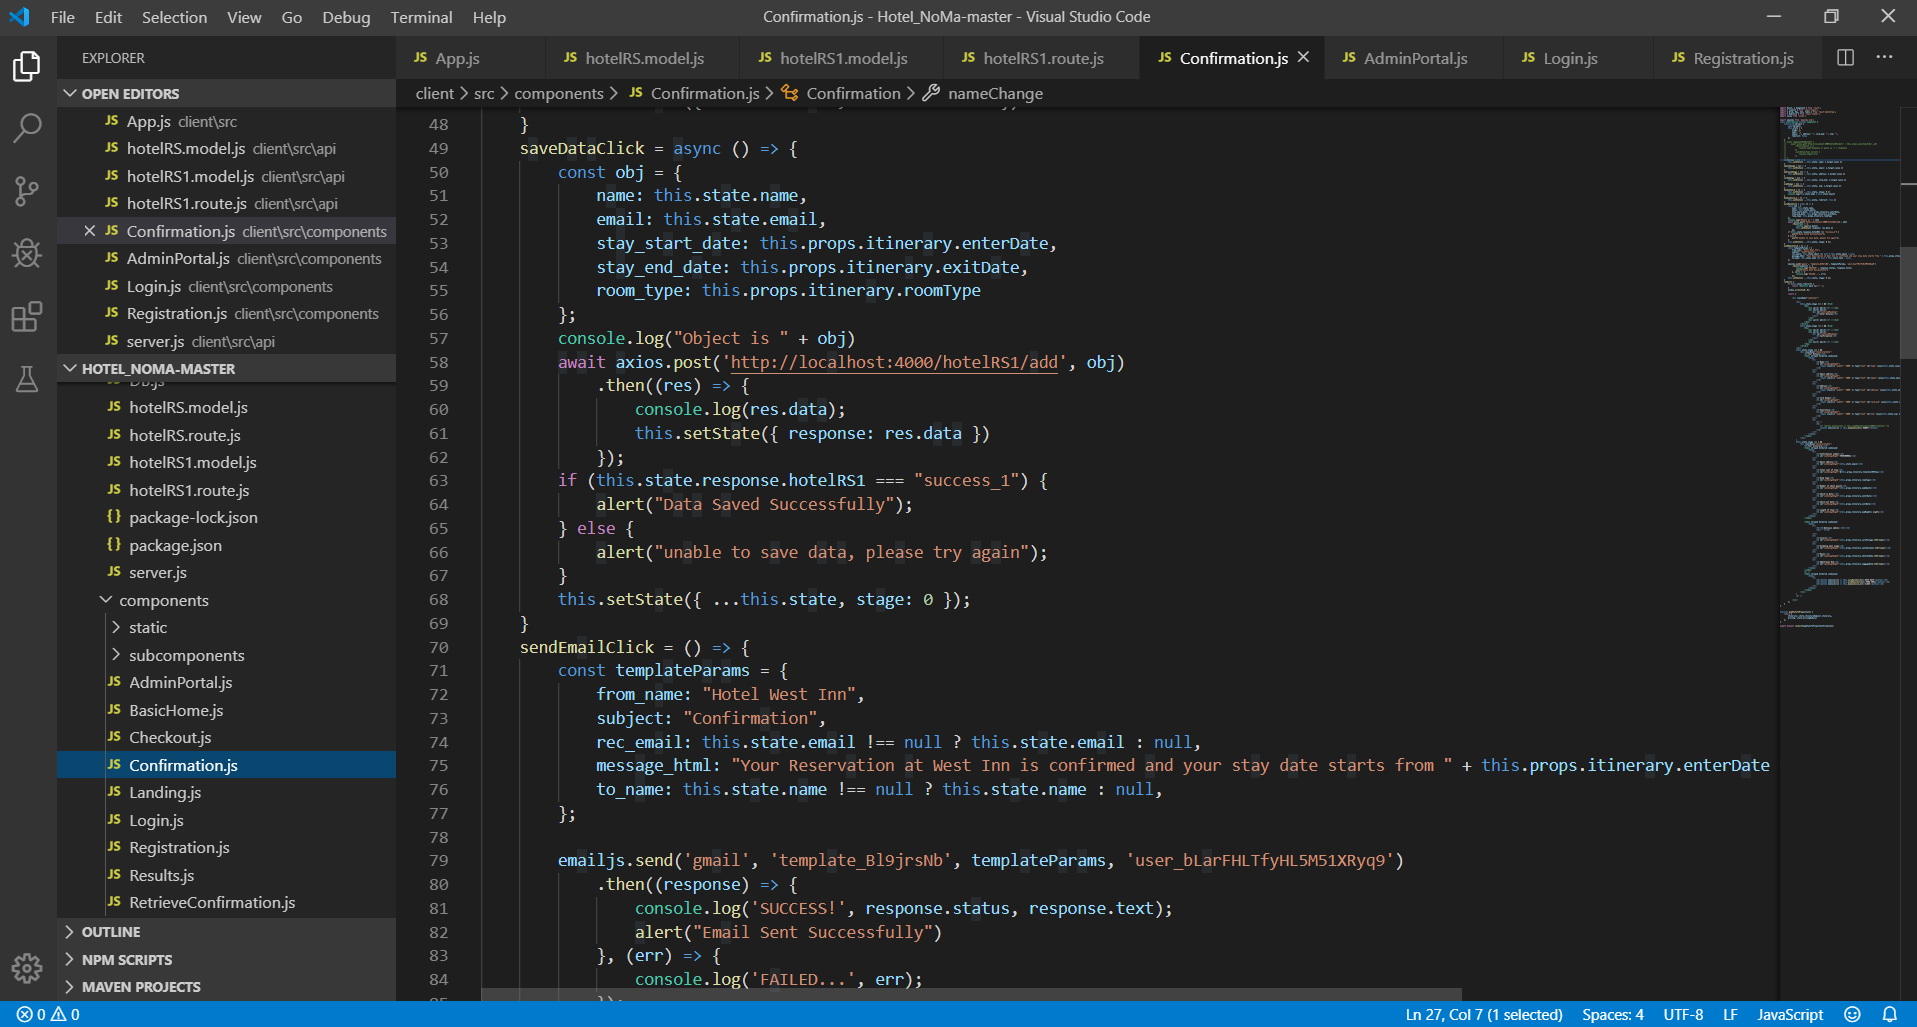 File Edit Selection View Go Debug Terminal Help
Confirmation.js - Hotel_NoMa-master - Visual Studio Code
EXPLORER
OPEN EDITORS
JS App.js client\src
JS hotelRS.model.js client\src\api
JS hotelRS1.model.js client\src\api
JS hotelRS1.route.js client\src\api
JS Confirmation.js client\src\components
JS AdminPortal.js client\src\components
JS Login.js client\src\components
JS Registration.js client\src\components
JS server.js client\src\api
HOTEL_NOMA-MASTER
DB.js
JS hotelRS.model.js
JS hotelRS.route.js
JS hotelRS1.model.js
JS hotelRS1.route.js
{} package-lock.json
{} package.json
JS server.js
components
static
subcomponents
JS AdminPortal.js
JS BasicHome.js
JS Checkout.js
JS Confirmation.js
JS Landing.js
JS Login.js
JS Registration.js
JS Results.js
JS RetrieveConfirmation.js
OUTLINE
NPM SCRIPTS
MAVEN PROJECTS
JS App.js JS hotelRS.model.js JS hotelRS1.model.js JS hotelRS1.route.js JS Confirmation.js JS AdminPortal.js JS Login.js JS Registration.js
client > src > components > JS Confirmation.js > Confirmation > nameChange
48 }
49 saveDataClick = async () => {
50 const obj = {
51 name: this.state.name,
52 email: this.state.email,
53 stay_start_date: this.props.itinerary.enterDate,
54 stay_end_date: this.props.itinerary.exitDate,
55 room_type: this.props.itinerary.roomType
56 };
57 console.log("Object is " + obj)
58 await axios.post('http://localhost:4000/hotelRS1/add', obj)
59 .then((res) => {
60 console.log(res.data);
61 this.setState({ response: res.data })
62 });
63 if (this.state.response.hotelRS1 === "success_1") {
64 alert("Data Saved Successfully");
65 } else {
66 alert("unable to save data, please try again");
67 }
68 this.setState({ ...this.state, stage: 0 });
69 }
70 sendEmailClick = () => {
71 const templateParams = {
72 from_name: "Hotel West Inn",
73 subject: "Confirmation",
74 rec_email: this.state.email !== null ? this.state.email : null,
75 message_html: "Your Reservation at West Inn is confirmed and your stay date starts from " + this.props.itinerary.enterDate
76 to_name: this.state.name !== null ? this.state.name : null,
77 };
78
79 emailjs.send('gmail', 'template_Bl9jrsNb', templateParams, 'user_bLarFHLTfyHL5M51XRyq9')
80 .then((response) => {
81 console.log('SUCCESS!', response.status, response.text);
82 alert("Email Sent Successfully")
83 }, (err) => {
84 console.log('FAILED...', err);
0 0
Ln 27, Col 7 (1 selected) Spaces: 4 UTF-8 LF JavaScript